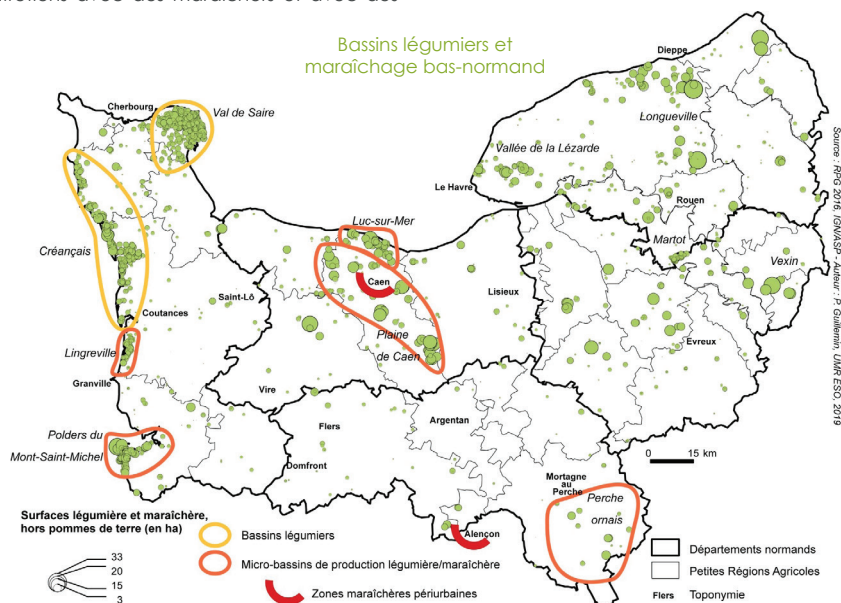 Bassins légumiers et
maraîchage bas-normand
Dieppe
Cherbourg
Val de Saire
Longueville
Vallée de la Lézarde
Le Havre
Rouen
Luc-sur-Mer
Créançais
Martot
Vexin
Caen
Saint-Lô
Lisieux
Coutances
Plaine
de Caen
Evreux
Lingreville
Granville
Vire
Argentan
Flers
Polders du
Mont-Saint-Michel
Domfront
Mortagne
au
Perche
Perche
ornais
0 15 km
Alençon
Surfaces légumière et maraîchère,
hors pommes de terre (en ha)
33
20
15
3
Bassins légumiers
Micro-bassins de production légumière/maraîchère
Zones maraîchères périurbaines
Départements normands
Petites Régions Agricoles
Flers Toponymie
Source : RPG 2016, IGN/ASP - Auteur : P. Guillemin, UMR ESO, 2019